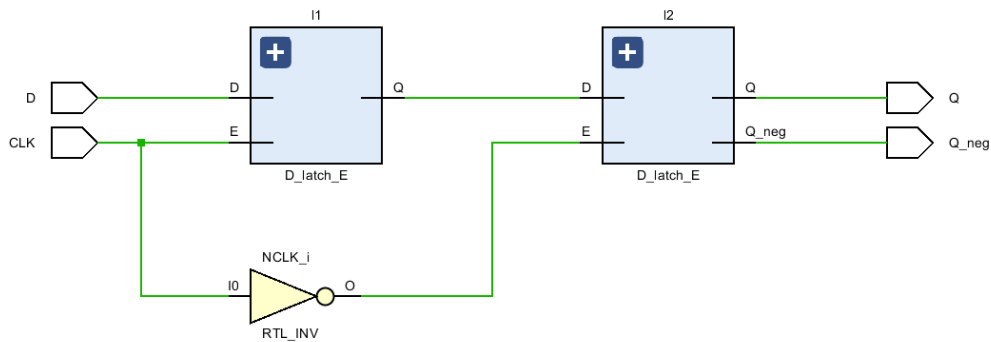 I1
I2
D
D
Q
D
Q
Q
CLK
E
E
Q_neg
Q_neg
D_latch_E
D_latch_E
NCLK_i
I0
O
RTL_INV